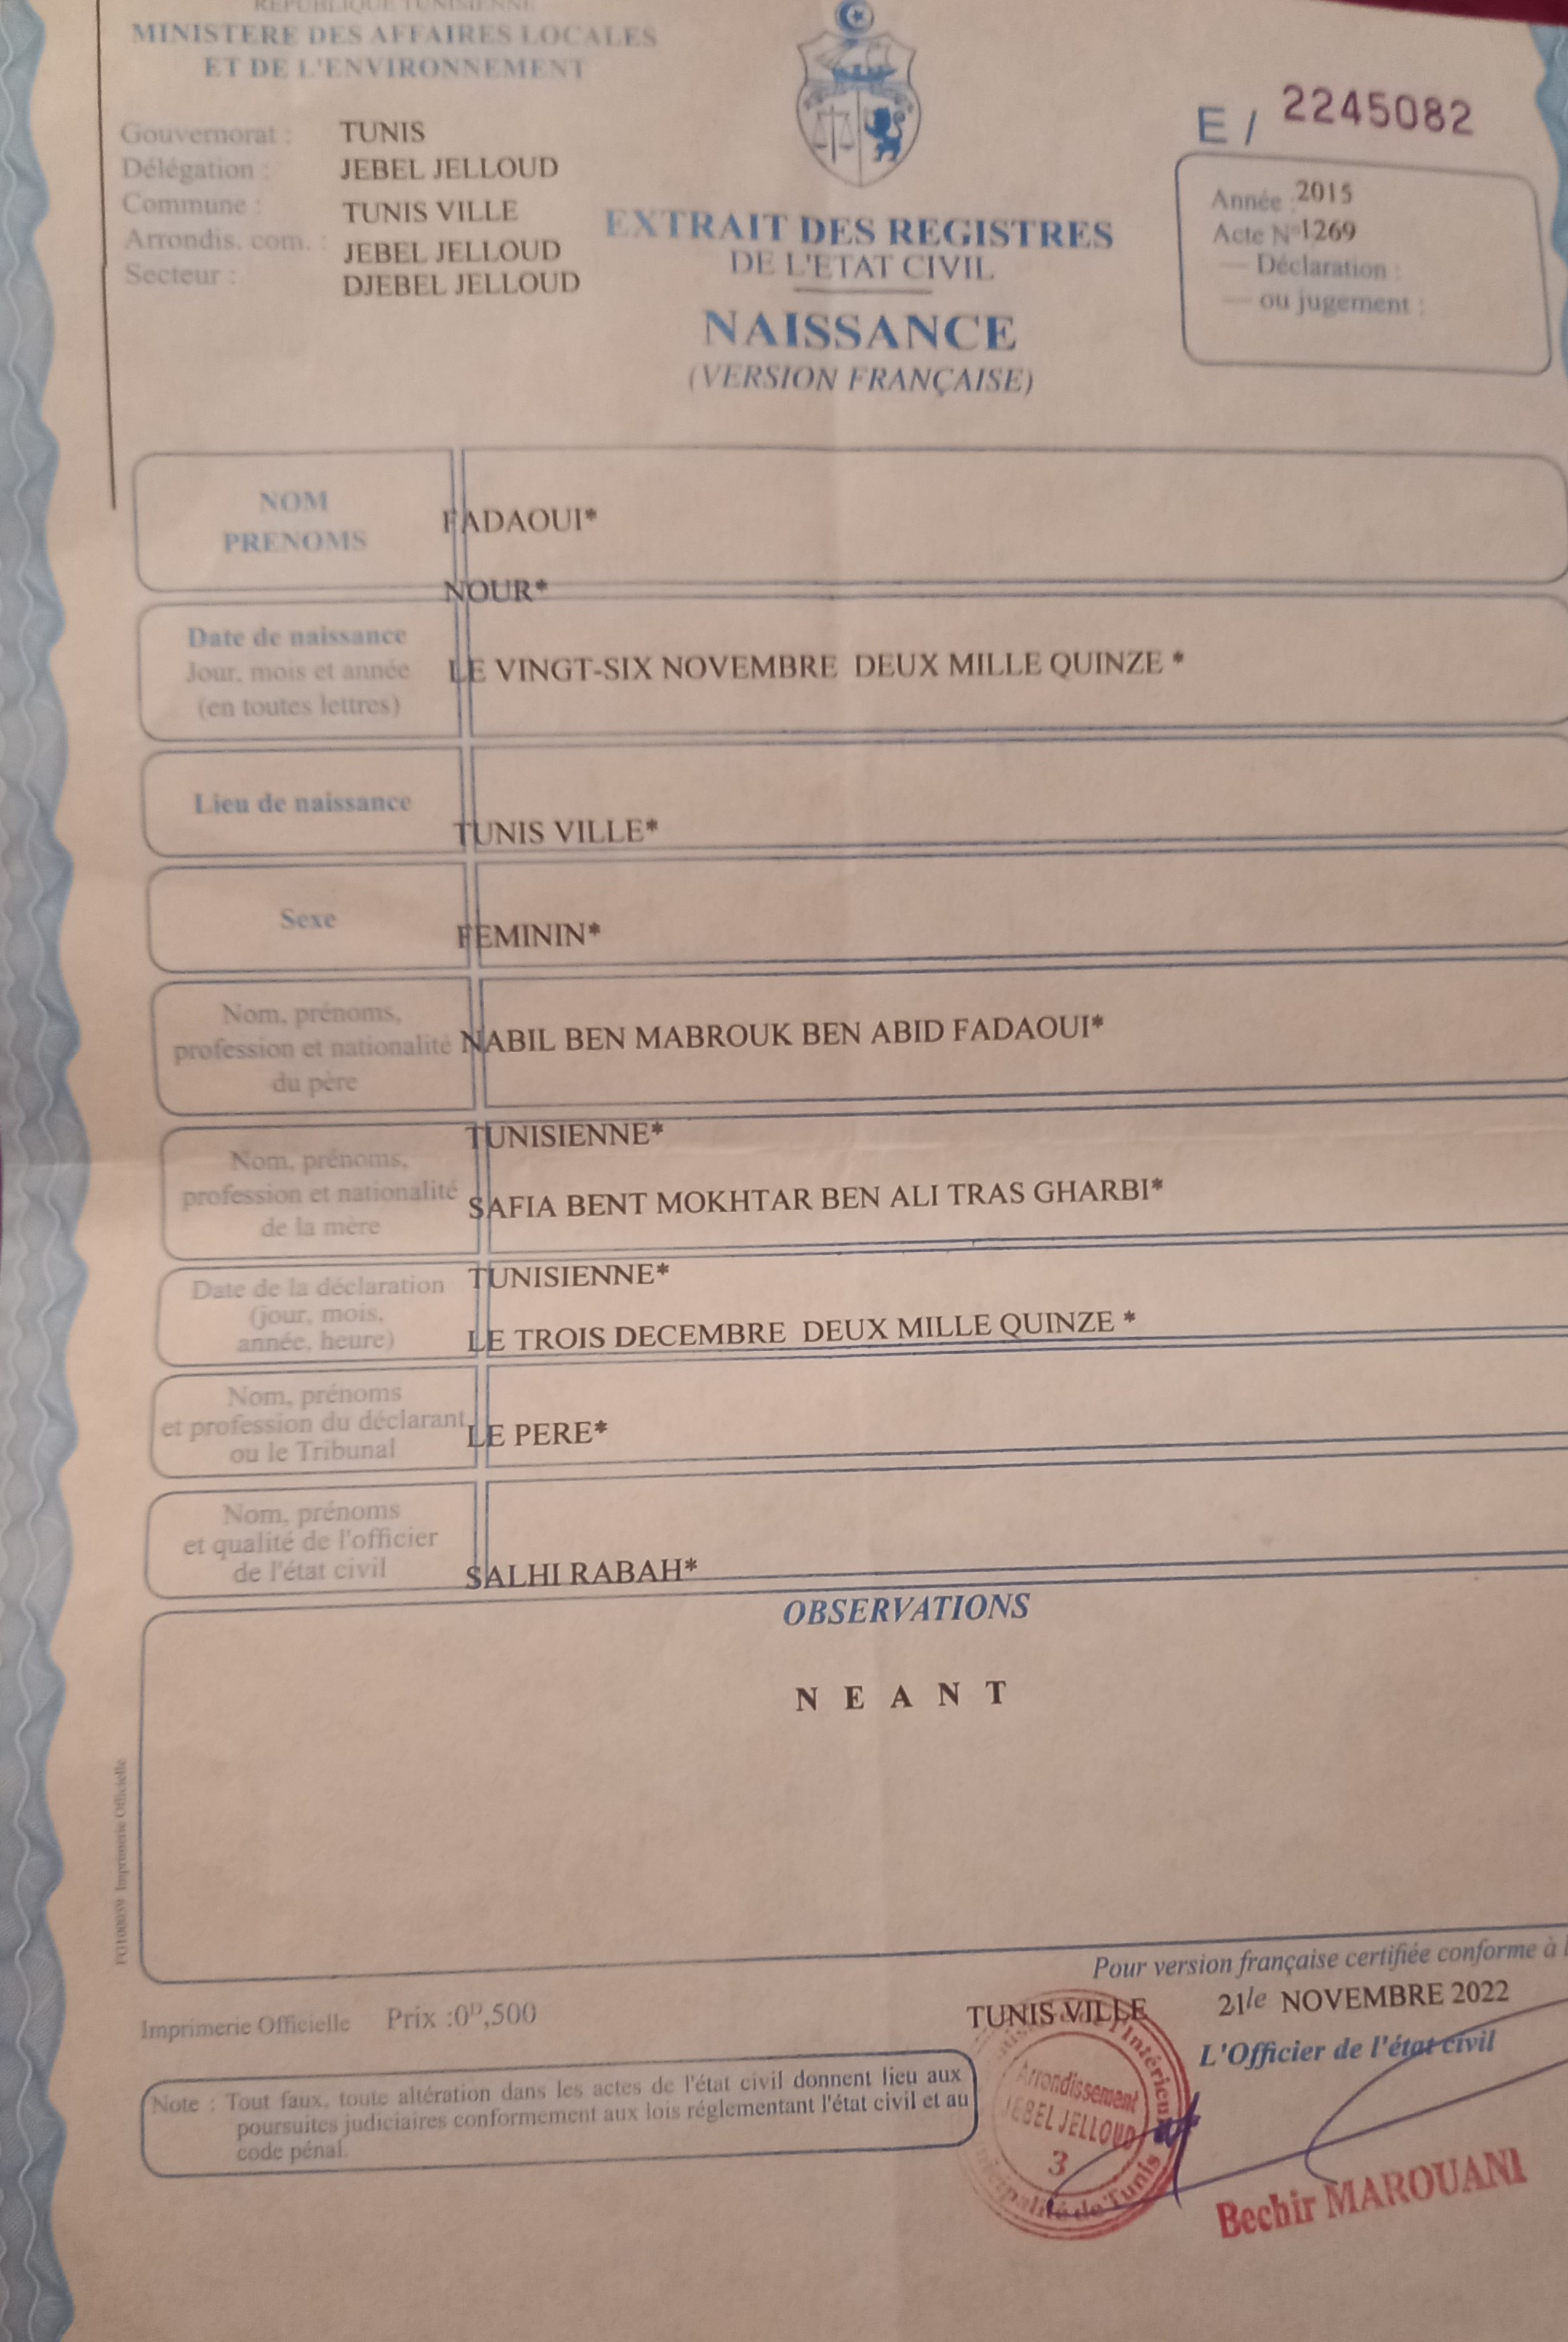 REPUBLIQUE TUNISIENNE
MINISTERE DES AFFAIRES LOCALES
ET DE L'ENVIRONNEMENT
Gouvernorat : TUNIS
Délégation : JEBEL JELLOUD
Commune : TUNIS VILLE
Arrondis. com. : JEBEL JELLOUD
Secteur : DJEBEL JELLOUD
EXTRAIT DES REGISTRES
DE L'ETAT CIVIL
NAISSANCE
(VERSION FRANÇAISE)
E / 2245082
Année : 2015
Acte N° 1269
— Déclaration :
— ou jugement :
NOM
PRENOMS
FADAOUI*
NOUR*
Date de naissance
Jour, mois et année
(en toutes lettres)
LE VINGT-SIX NOVEMBRE DEUX MILLE QUINZE *
Lieu de naissance
TUNIS VILLE*
Sexe
FEMININ*
Nom, prénoms,
profession et nationalité
du père
NABIL BEN MABROUK BEN ABID FADAOUI*
TUNISIENNE*
Nom, prénoms,
profession et nationalité
de la mère
SAFIA BENT MOKHTAR BEN ALI TRAS GHARBI*
TUNISIENNE*
Date de la déclaration
(jour, mois,
année, heure)
LE TROIS DECEMBRE DEUX MILLE QUINZE *
Nom, prénoms
et profession du déclarant
ou le Tribunal
LE PERE*
Nom, prénoms
et qualité de l'officier
de l'état civil
SALHI RABAH*
OBSERVATIONS
N E A N T
Imprimerie Officielle
Pour version française certifiée conforme à
Imprimerie Officielle Prix :0ᴰ,500
TUNIS VILLE 21le NOVEMBRE 2022
L'Officier de l'état civil
Note : Tout faux, toute altération dans les actes de l'état civil donnent lieu aux
poursuites judiciaires conformement aux lois réglementant l'état civil et au
code pénal.
l'Intérieur
Arrondissement
JEBEL JELLOUD
3
de Tunis
Bechir MAROUANI